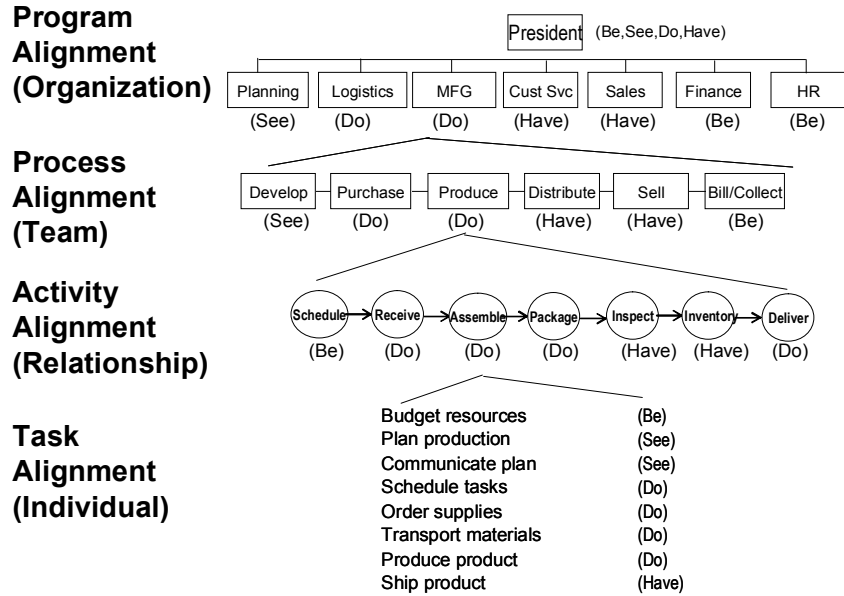 Program
Alignment
(Organization)
President (Be,See,Do,Have)
Planning Logistics MFG Cust Svc Sales Finance HR
(See) (Do) (Do) (Have) (Have) (Be) (Be)
Process
Alignment
(Team)
Develop Purchase Produce Distribute Sell Bill/Collect
(See) (Do) (Do) (Have) (Have) (Be)
Activity
Alignment
(Relationship)
Schedule Receive Assemble Package Inspect Inventory Deliver
(Be) (Do) (Do) (Do) (Have) (Have) (Do)
Task
Alignment
(Individual)
Budget resources (Be)
Plan production (See)
Communicate plan (See)
Schedule tasks (Do)
Order supplies (Do)
Transport materials (Do)
Produce product (Do)
Ship product (Have)